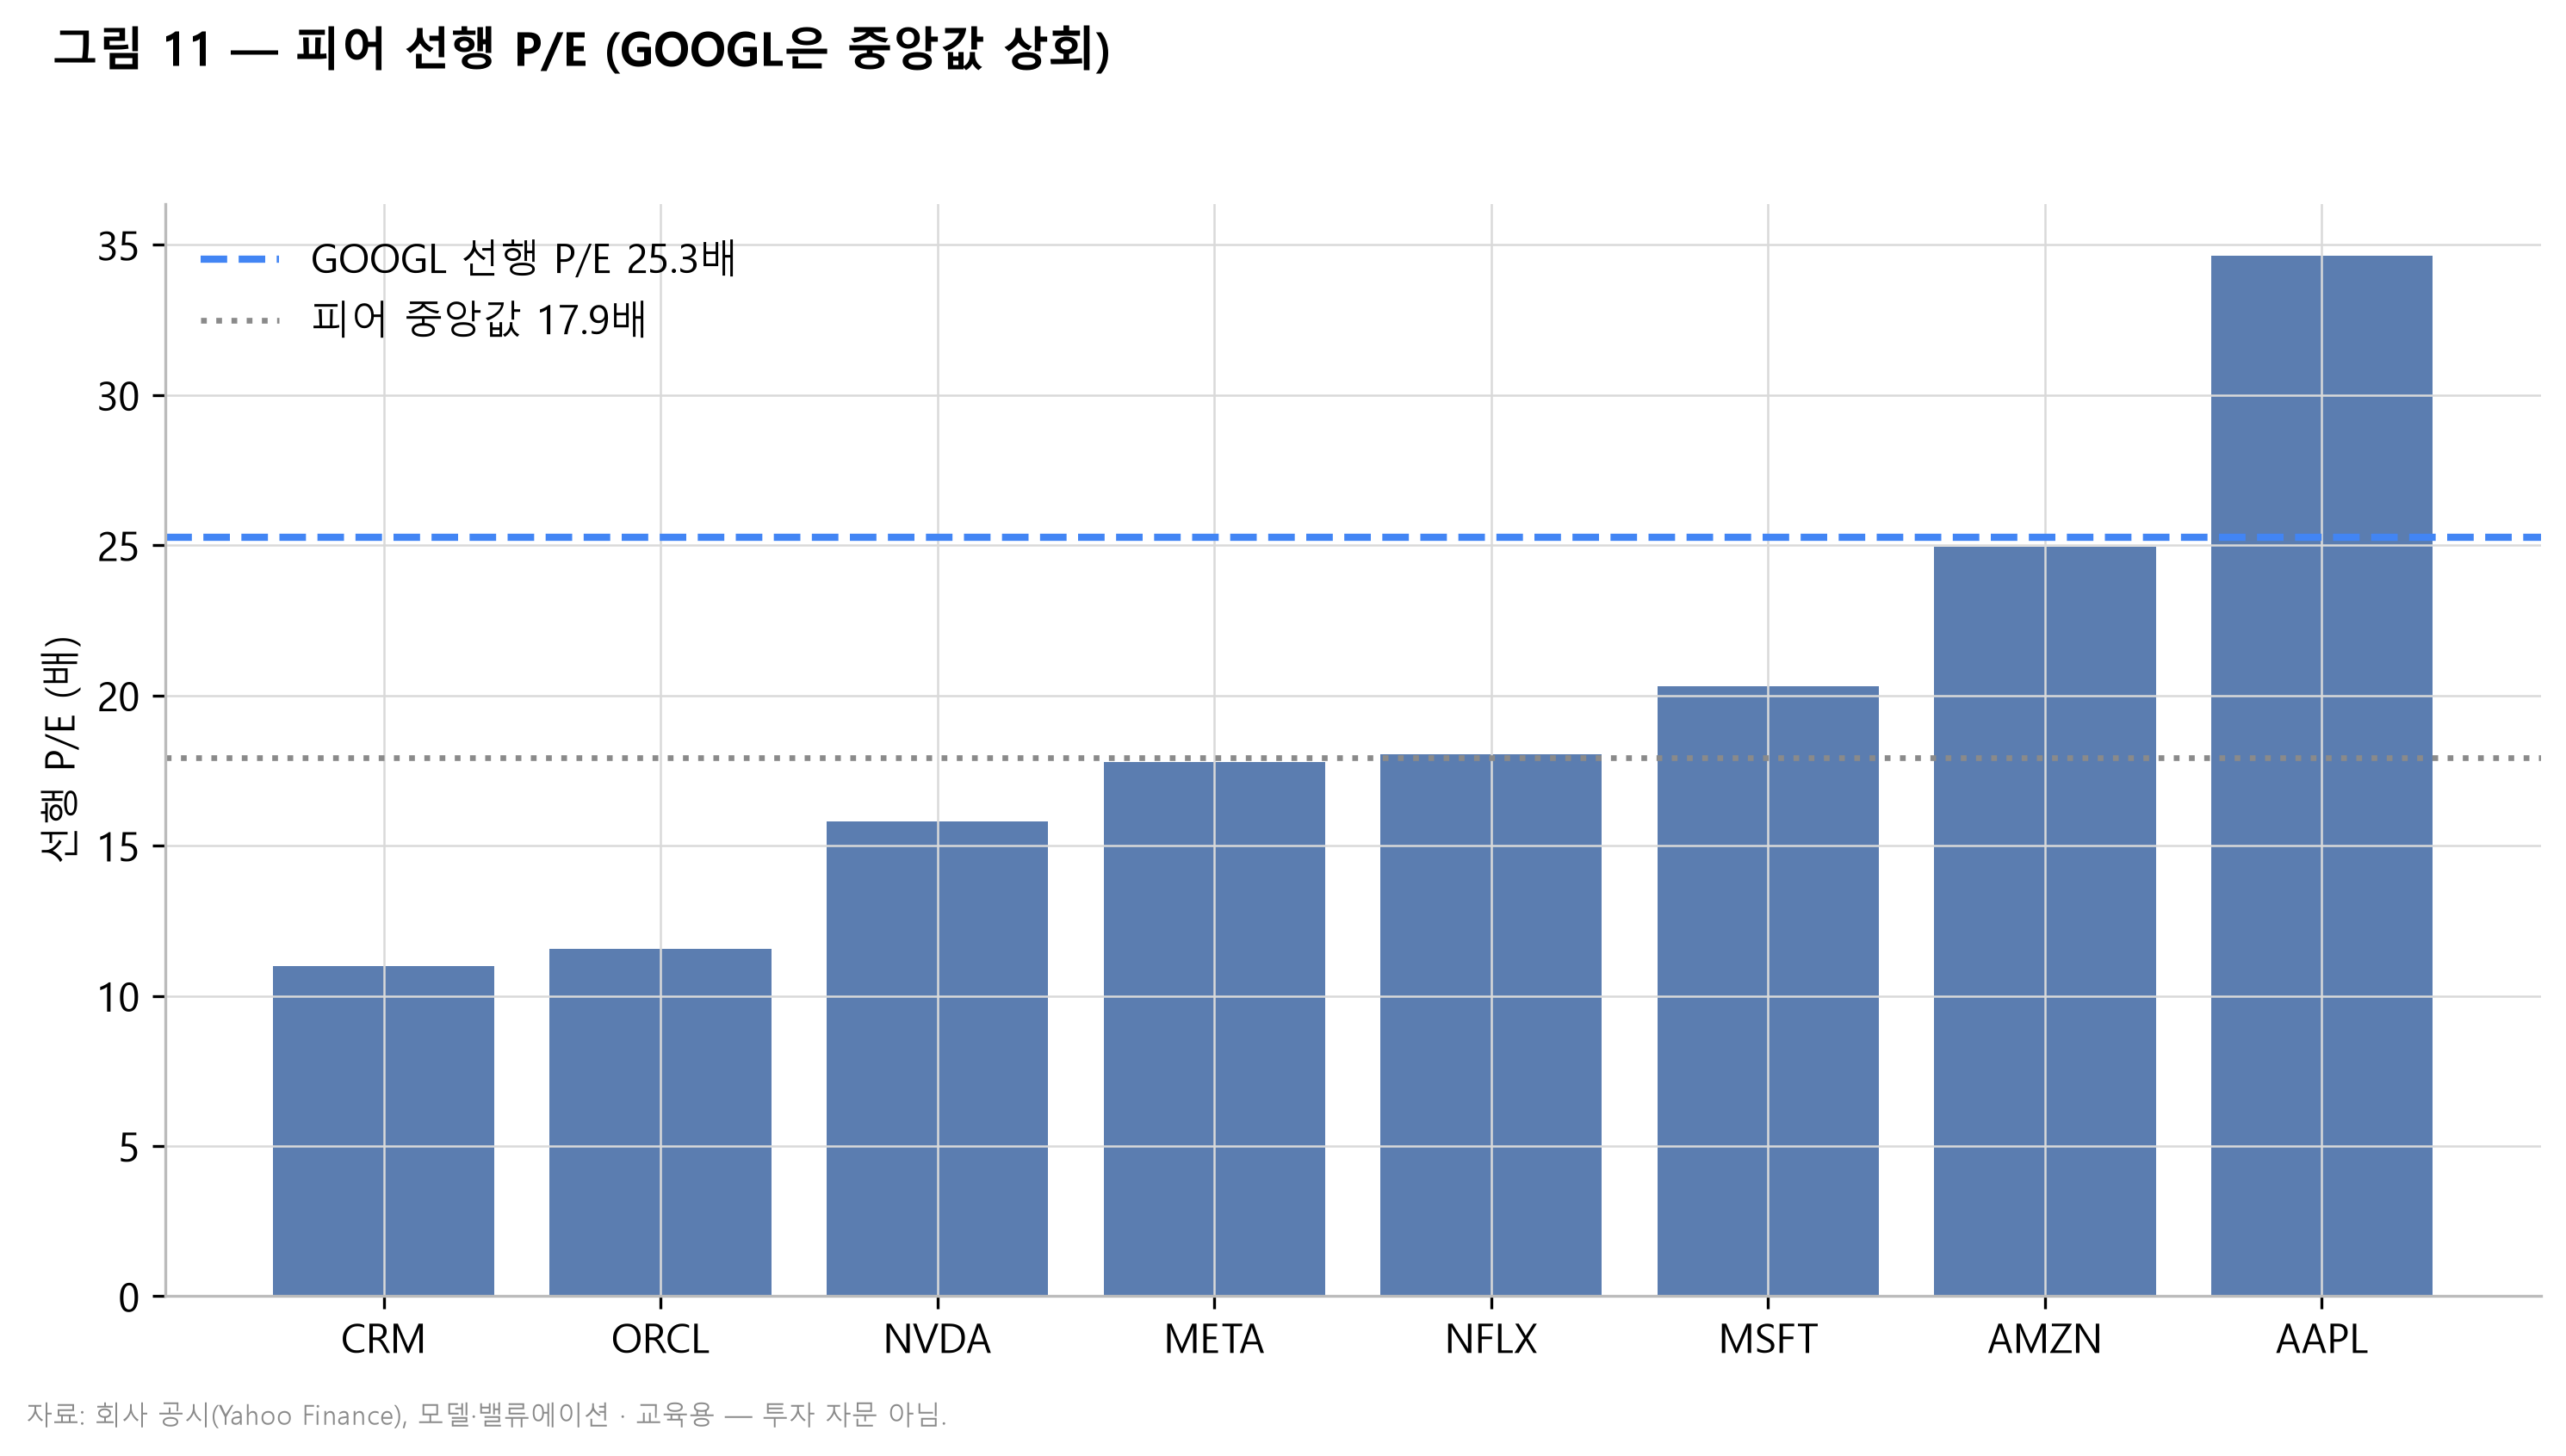 그림 11 — 피어 선행 P/E (GOOGL은 중앙값 상회)
GOOGL 선행 P/E 25.3배
피어 중앙값 17.9배
선행 P/E (배)
35
30
25
20
15
10
5
0
CRM ORCL NVDA META NFLX MSFT AMZN AAPL
자료: 회사 공시(Yahoo Finance), 모델·밸류에이션 · 교육용 — 투자 자문 아님.